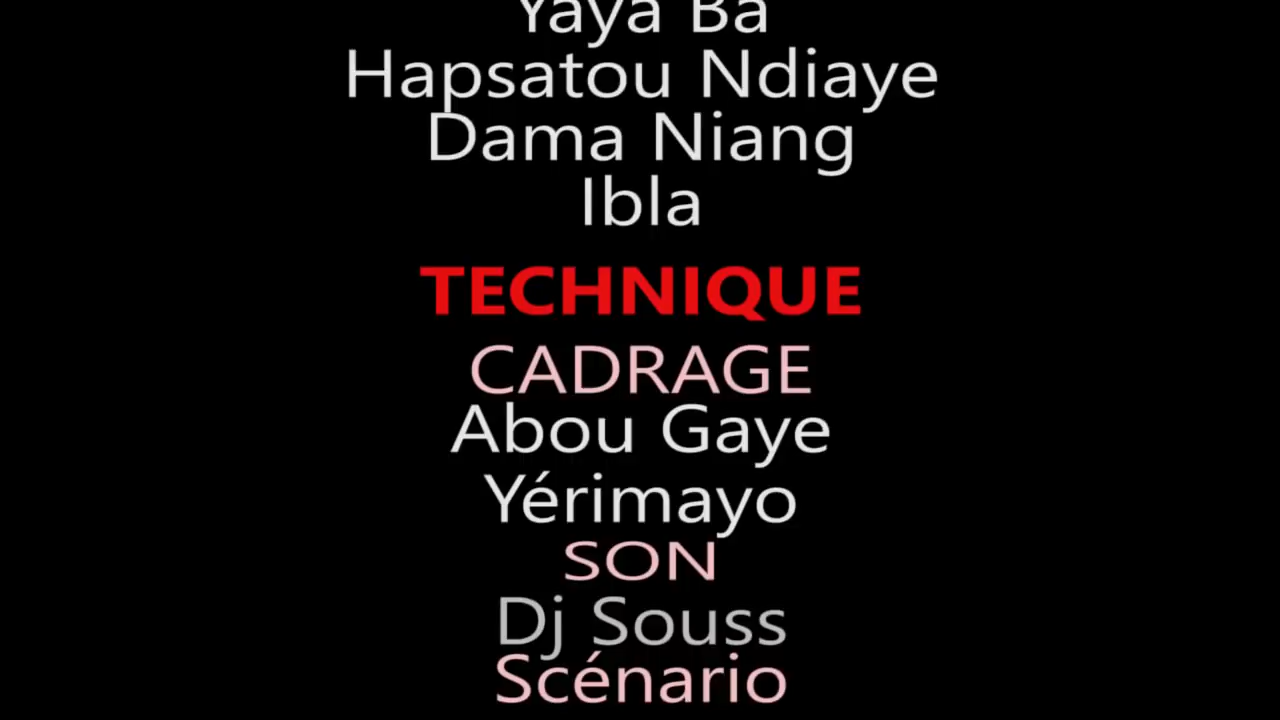 Yaya Ba
Hapsatou Ndiaye
Dama Niang
Ibla
TECHNIQUE
CADRAGE
Abou Gaye
Yérimayo
SON
Dj Souss
Scénario